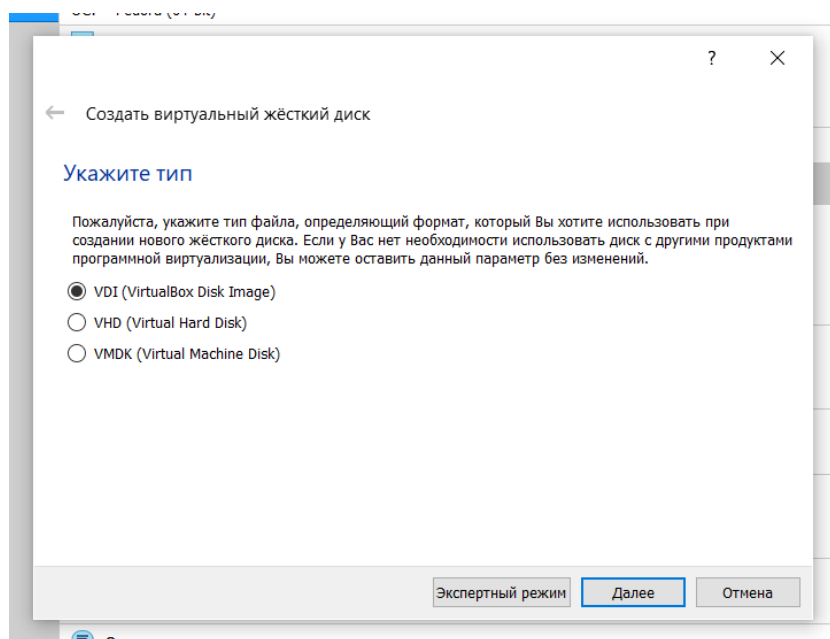 ?
Создать виртуальный жёсткий диск
Укажите тип
Пожалуйста, укажите тип файла, определяющий формат, который Вы хотите использовать при
создании нового жёсткого диска. Если у Вас нет необходимости использовать диск с другими продуктами
программной виртуализации, Вы можете оставить данный параметр без изменений.
VDI (VirtualBox Disk Image)
VHD (Virtual Hard Disk)
VMDK (Virtual Machine Disk)
Экспертный режим Далее Отмена